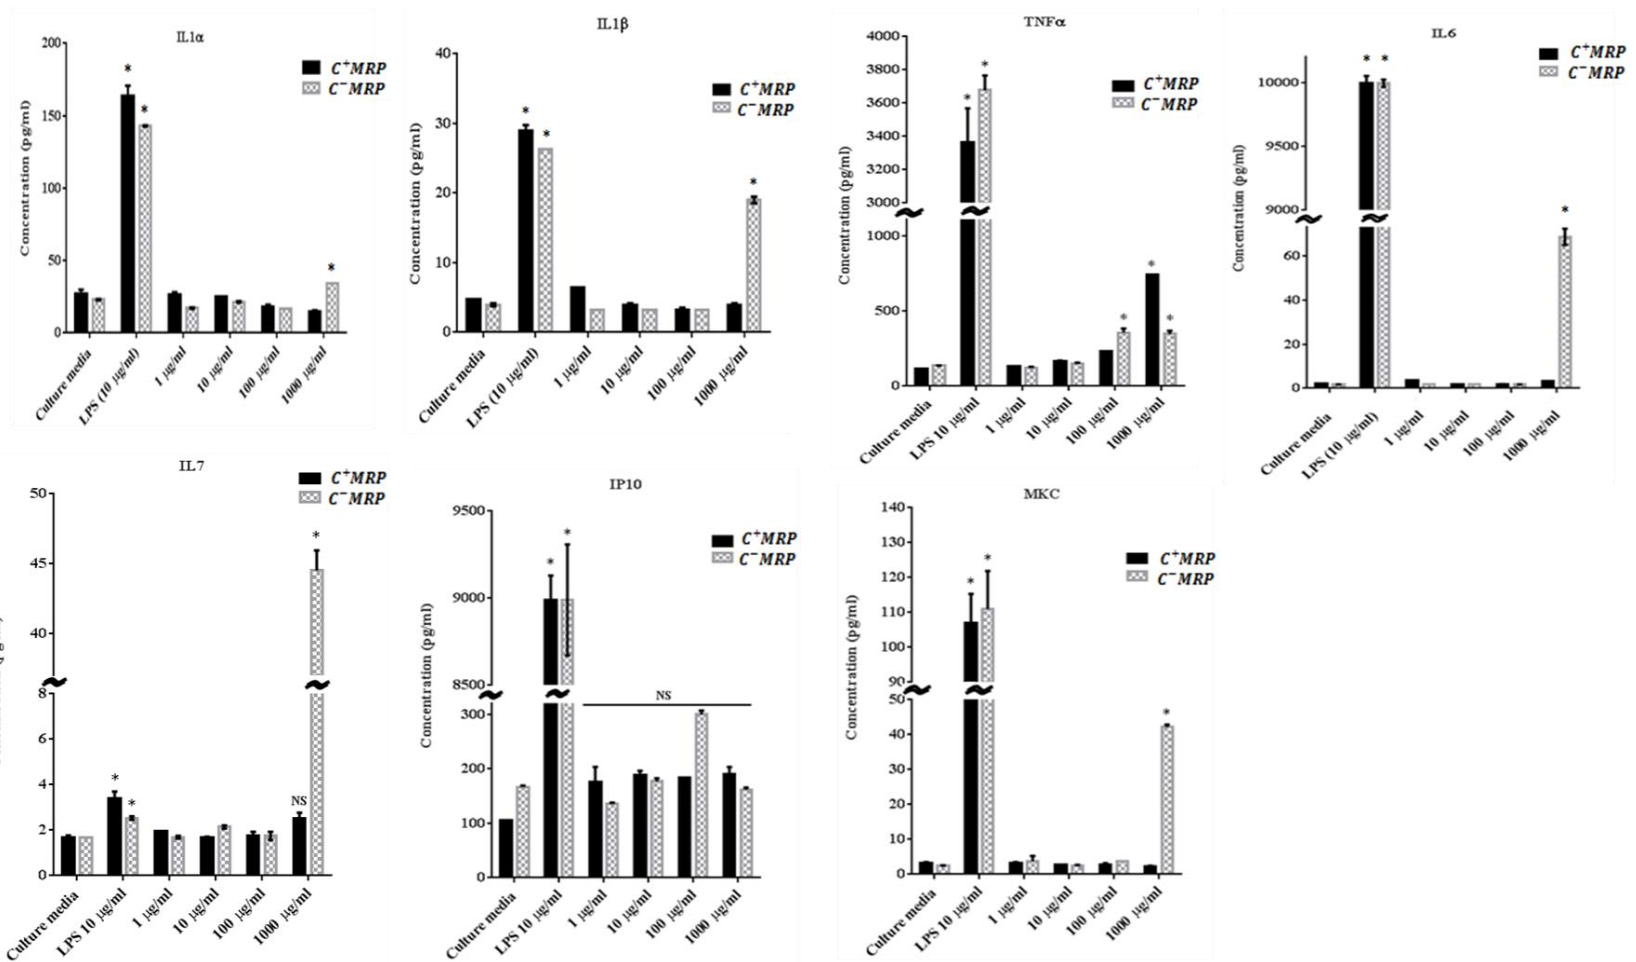 IL1α
200
150
100
50
0
Concentration (pg/ml)
*
*
*
C⁺MRP
C⁻MRP
Culture media
LPS (10 µg/ml)
1 µg/ml
10 µg/ml
100 µg/ml
1000 µg/ml
IL1β
40
30
20
10
0
Concentration (pg/ml)
*
*
*
C⁺MRP
C⁻MRP
Culture media
LPS (10 µg/ml)
1 µg/ml
10 µg/ml
100 µg/ml
1000 µg/ml
TNFα
4000
3800
3600
3400
3200
3000
1000
500
0
Concentration (pg/ml)
*
*
*
*
*
C⁺MRP
C⁻MRP
Culture media
LPS 10 µg/ml
1 µg/ml
10 µg/ml
100 µg/ml
1000 µg/ml
IL6
10000
9500
9000
60
40
20
0
Concentration (pg/ml)
* *
*
C⁺MRP
C⁻MRP
Culture media
LPS (10 µg/ml)
1 µg/ml
10 µg/ml
100 µg/ml
1000 µg/ml
IL7
50
45
40
8
6
4
2
0
*
*
NS
*
C⁺MRP
C⁻MRP
Culture media
LPS 10 µg/ml
1 µg/ml
10 µg/ml
100 µg/ml
1000 µg/ml
IP10
9500
9000
8500
300
200
100
0
Concentration (pg/ml)
*
*
NS
C⁺MRP
C⁻MRP
Culture media
LPS 10 µg/ml
1 µg/ml
10 µg/ml
100 µg/ml
1000 µg/ml
MKC
140
130
120
110
100
90
50
40
30
20
10
0
Concentration (pg/ml)
*
*
*
C⁺MRP
C⁻MRP
Culture media
LPS 10 µg/ml
1 µg/ml
10 µg/ml
100 µg/ml
1000 µg/ml